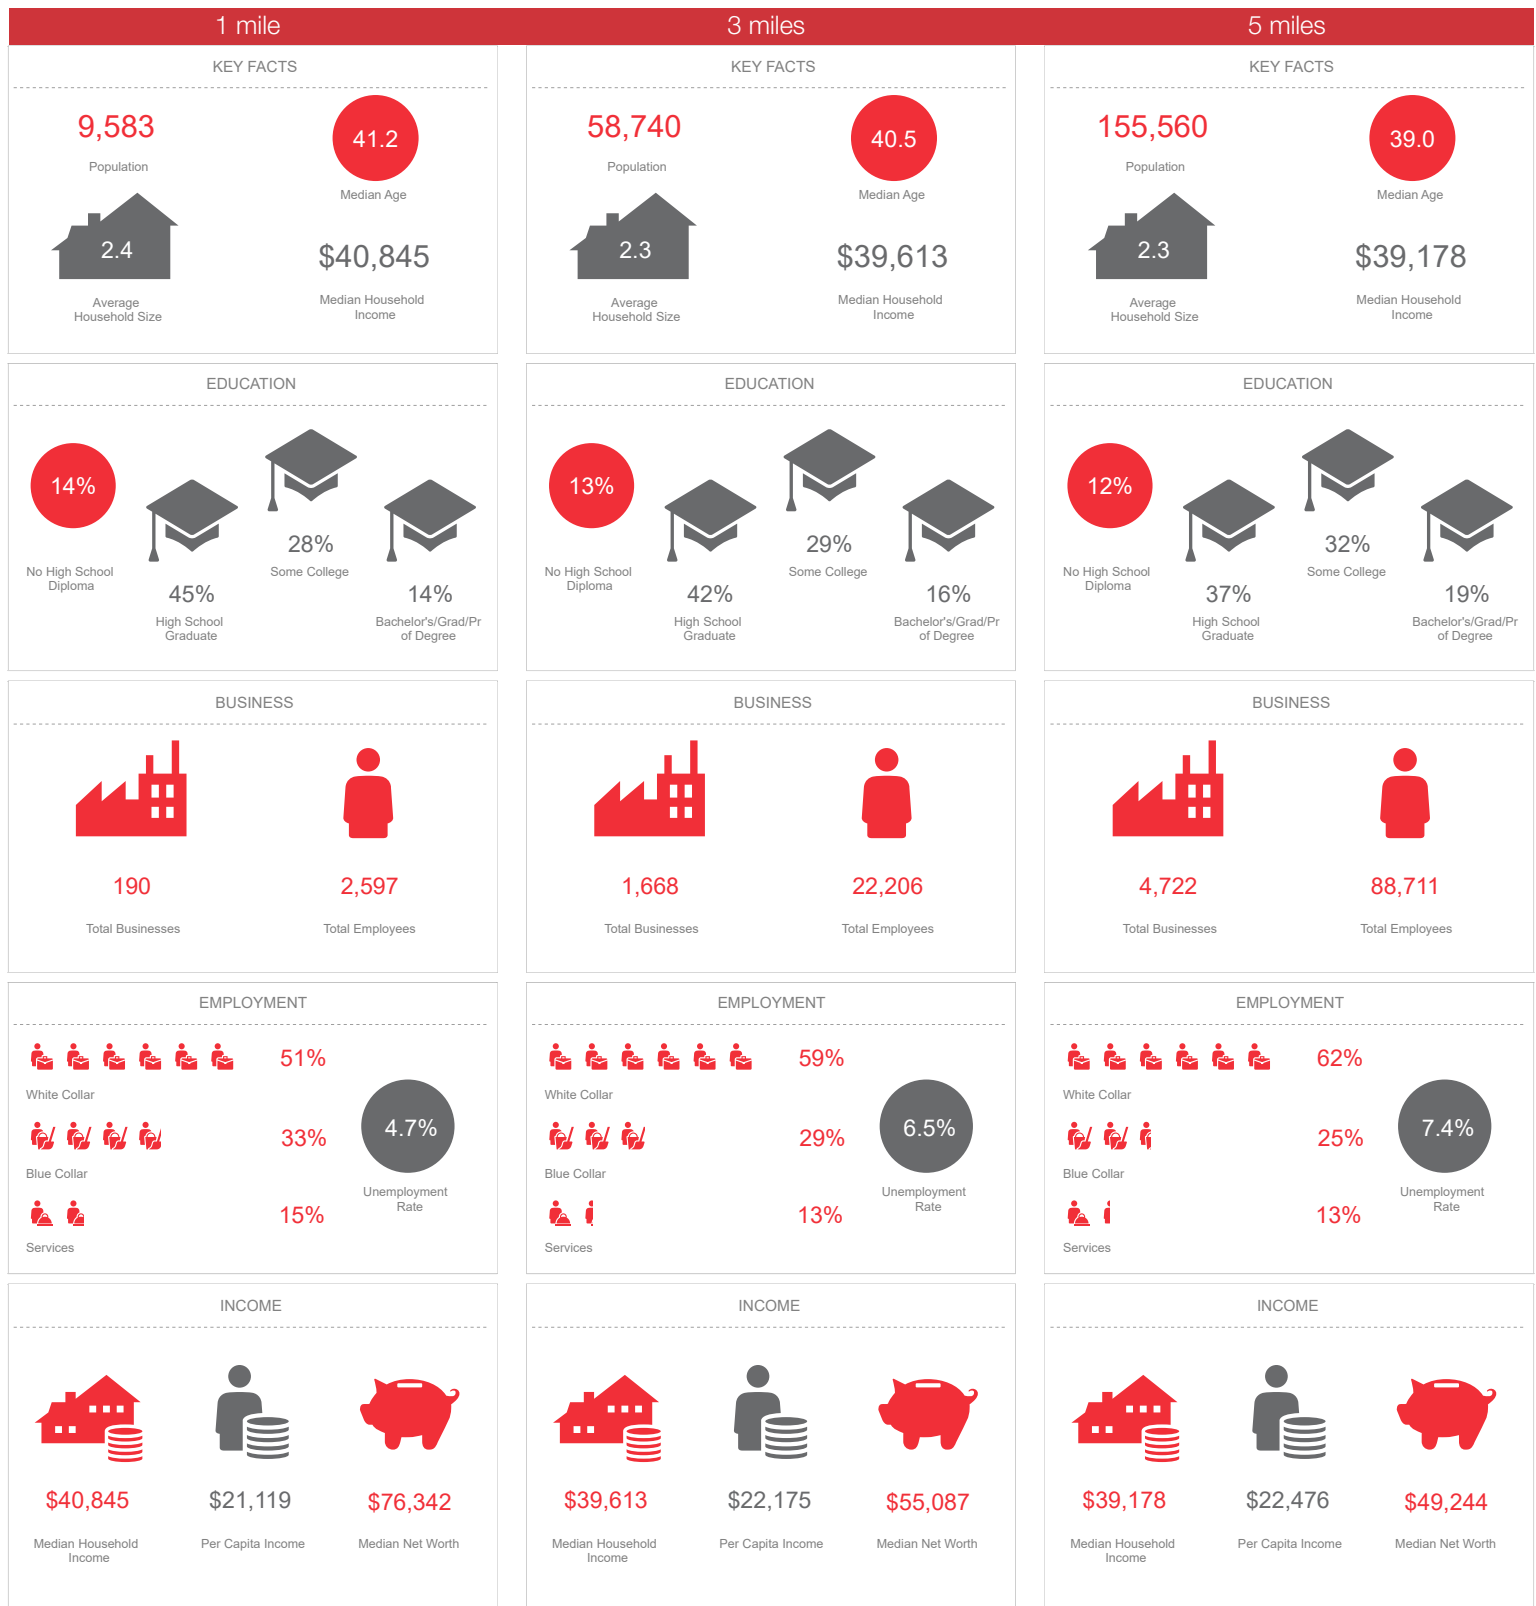 1 mile
3 miles
5 miles
KEY FACTS
9,583
Population
41.2
Median Age
2.4
Average
Household Size
$40,845
Median Household
Income
KEY FACTS
58,740
Population
40.5
Median Age
2.3
Average
Household Size
$39,613
Median Household
Income
KEY FACTS
155,560
Population
39.0
Median Age
2.3
Average
Household Size
$39,178
Median Household
Income
EDUCATION
14%
No High School
Diploma
45%
High School
Graduate
28%
Some College
14%
Bachelor's/Grad/Pr
of Degree
EDUCATION
13%
No High School
Diploma
42%
High School
Graduate
29%
Some College
16%
Bachelor's/Grad/Pr
of Degree
EDUCATION
12%
No High School
Diploma
37%
High School
Graduate
32%
Some College
19%
Bachelor's/Grad/Pr
of Degree
BUSINESS
190
Total Businesses
2,597
Total Employees
BUSINESS
1,668
Total Businesses
22,206
Total Employees
BUSINESS
4,722
Total Businesses
88,711
Total Employees
EMPLOYMENT
51%
White Collar
33%
Blue Collar
15%
Services
4.7%
Unemployment
Rate
EMPLOYMENT
59%
White Collar
29%
Blue Collar
13%
Services
6.5%
Unemployment
Rate
EMPLOYMENT
62%
White Collar
25%
Blue Collar
13%
Services
7.4%
Unemployment
Rate
INCOME
$40,845
Median Household
Income
$21,119
Per Capita Income
$76,342
Median Net Worth
INCOME
$39,613
Median Household
Income
$22,175
Per Capita Income
$55,087
Median Net Worth
INCOME
$39,178
Median Household
Income
$22,476
Per Capita Income
$49,244
Median Net Worth